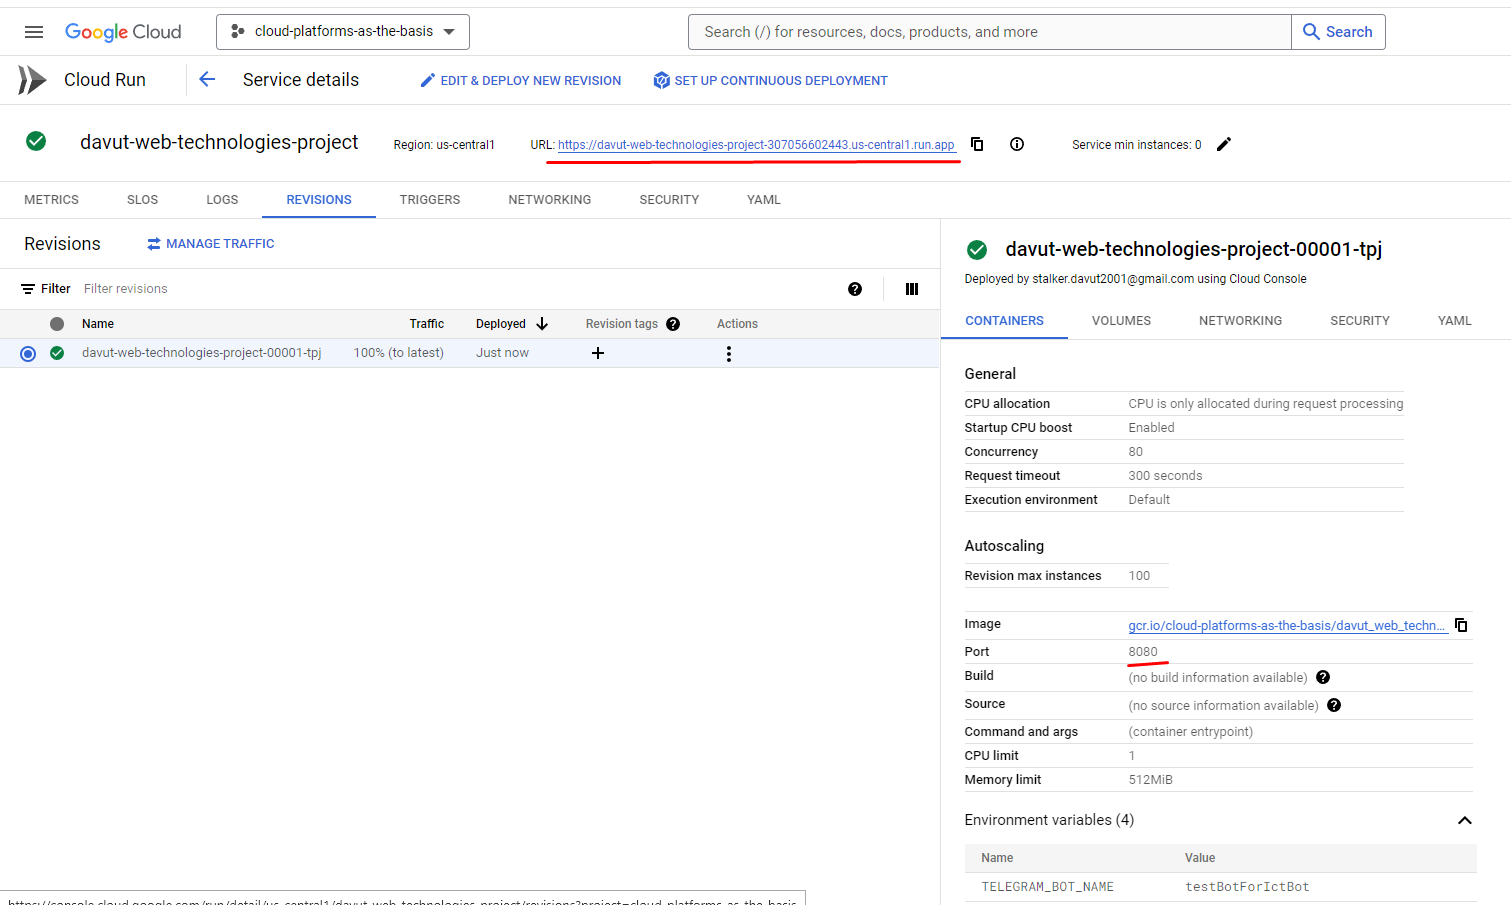 Google Cloud
cloud-platforms-as-the-basis
Search (/) for resources, docs, products, and more
Search
Cloud Run
Service details
EDIT & DEPLOY NEW REVISION
SET UP CONTINUOUS DEPLOYMENT
davut-web-technologies-project
Region: us-central1
URL: https://davut-web-technologies-project-307056602443.us-central1.run.app
Service min instances: 0
METRICS
SLOS
LOGS
REVISIONS
TRIGGERS
NETWORKING
SECURITY
YAML
Revisions
MANAGE TRAFFIC
Filter
Filter revisions
Name Traffic Deployed Revision tags Actions
davut-web-technologies-project-00001-tpj 100% (to latest) Just now
davut-web-technologies-project-00001-tpj
Deployed by stalker.davut2001@gmail.com using Cloud Console
CONTAINERS
VOLUMES
NETWORKING
SECURITY
YAML
General
CPU allocation CPU is only allocated during request processing
Startup CPU boost Enabled
Concurrency 80
Request timeout 300 seconds
Execution environment Default
Autoscaling
Revision max instances 100
Image gcr.io/cloud-platforms-as-the-basis/davut_web_techn...
Port 8080
Build (no build information available)
Source (no source information available)
Command and args (container entrypoint)
CPU limit 1
Memory limit 512MiB
Environment variables (4)
Name Value
TELEGRAM_BOT_NAME testBotForIctBot
https://console.cloud.google.com/run/detail/us-central1/davut-web-technologies-project/revisions?project=cloud-platforms-as-the-basis